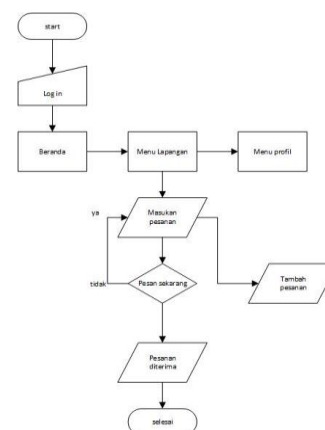 start
Log in
Beranda
Menu Lapangan
Menu profil
ya
Masukan
pesanan
tidak
Pesan sekarang
Tambah
pesanan
Pesanan
diterima
selesai